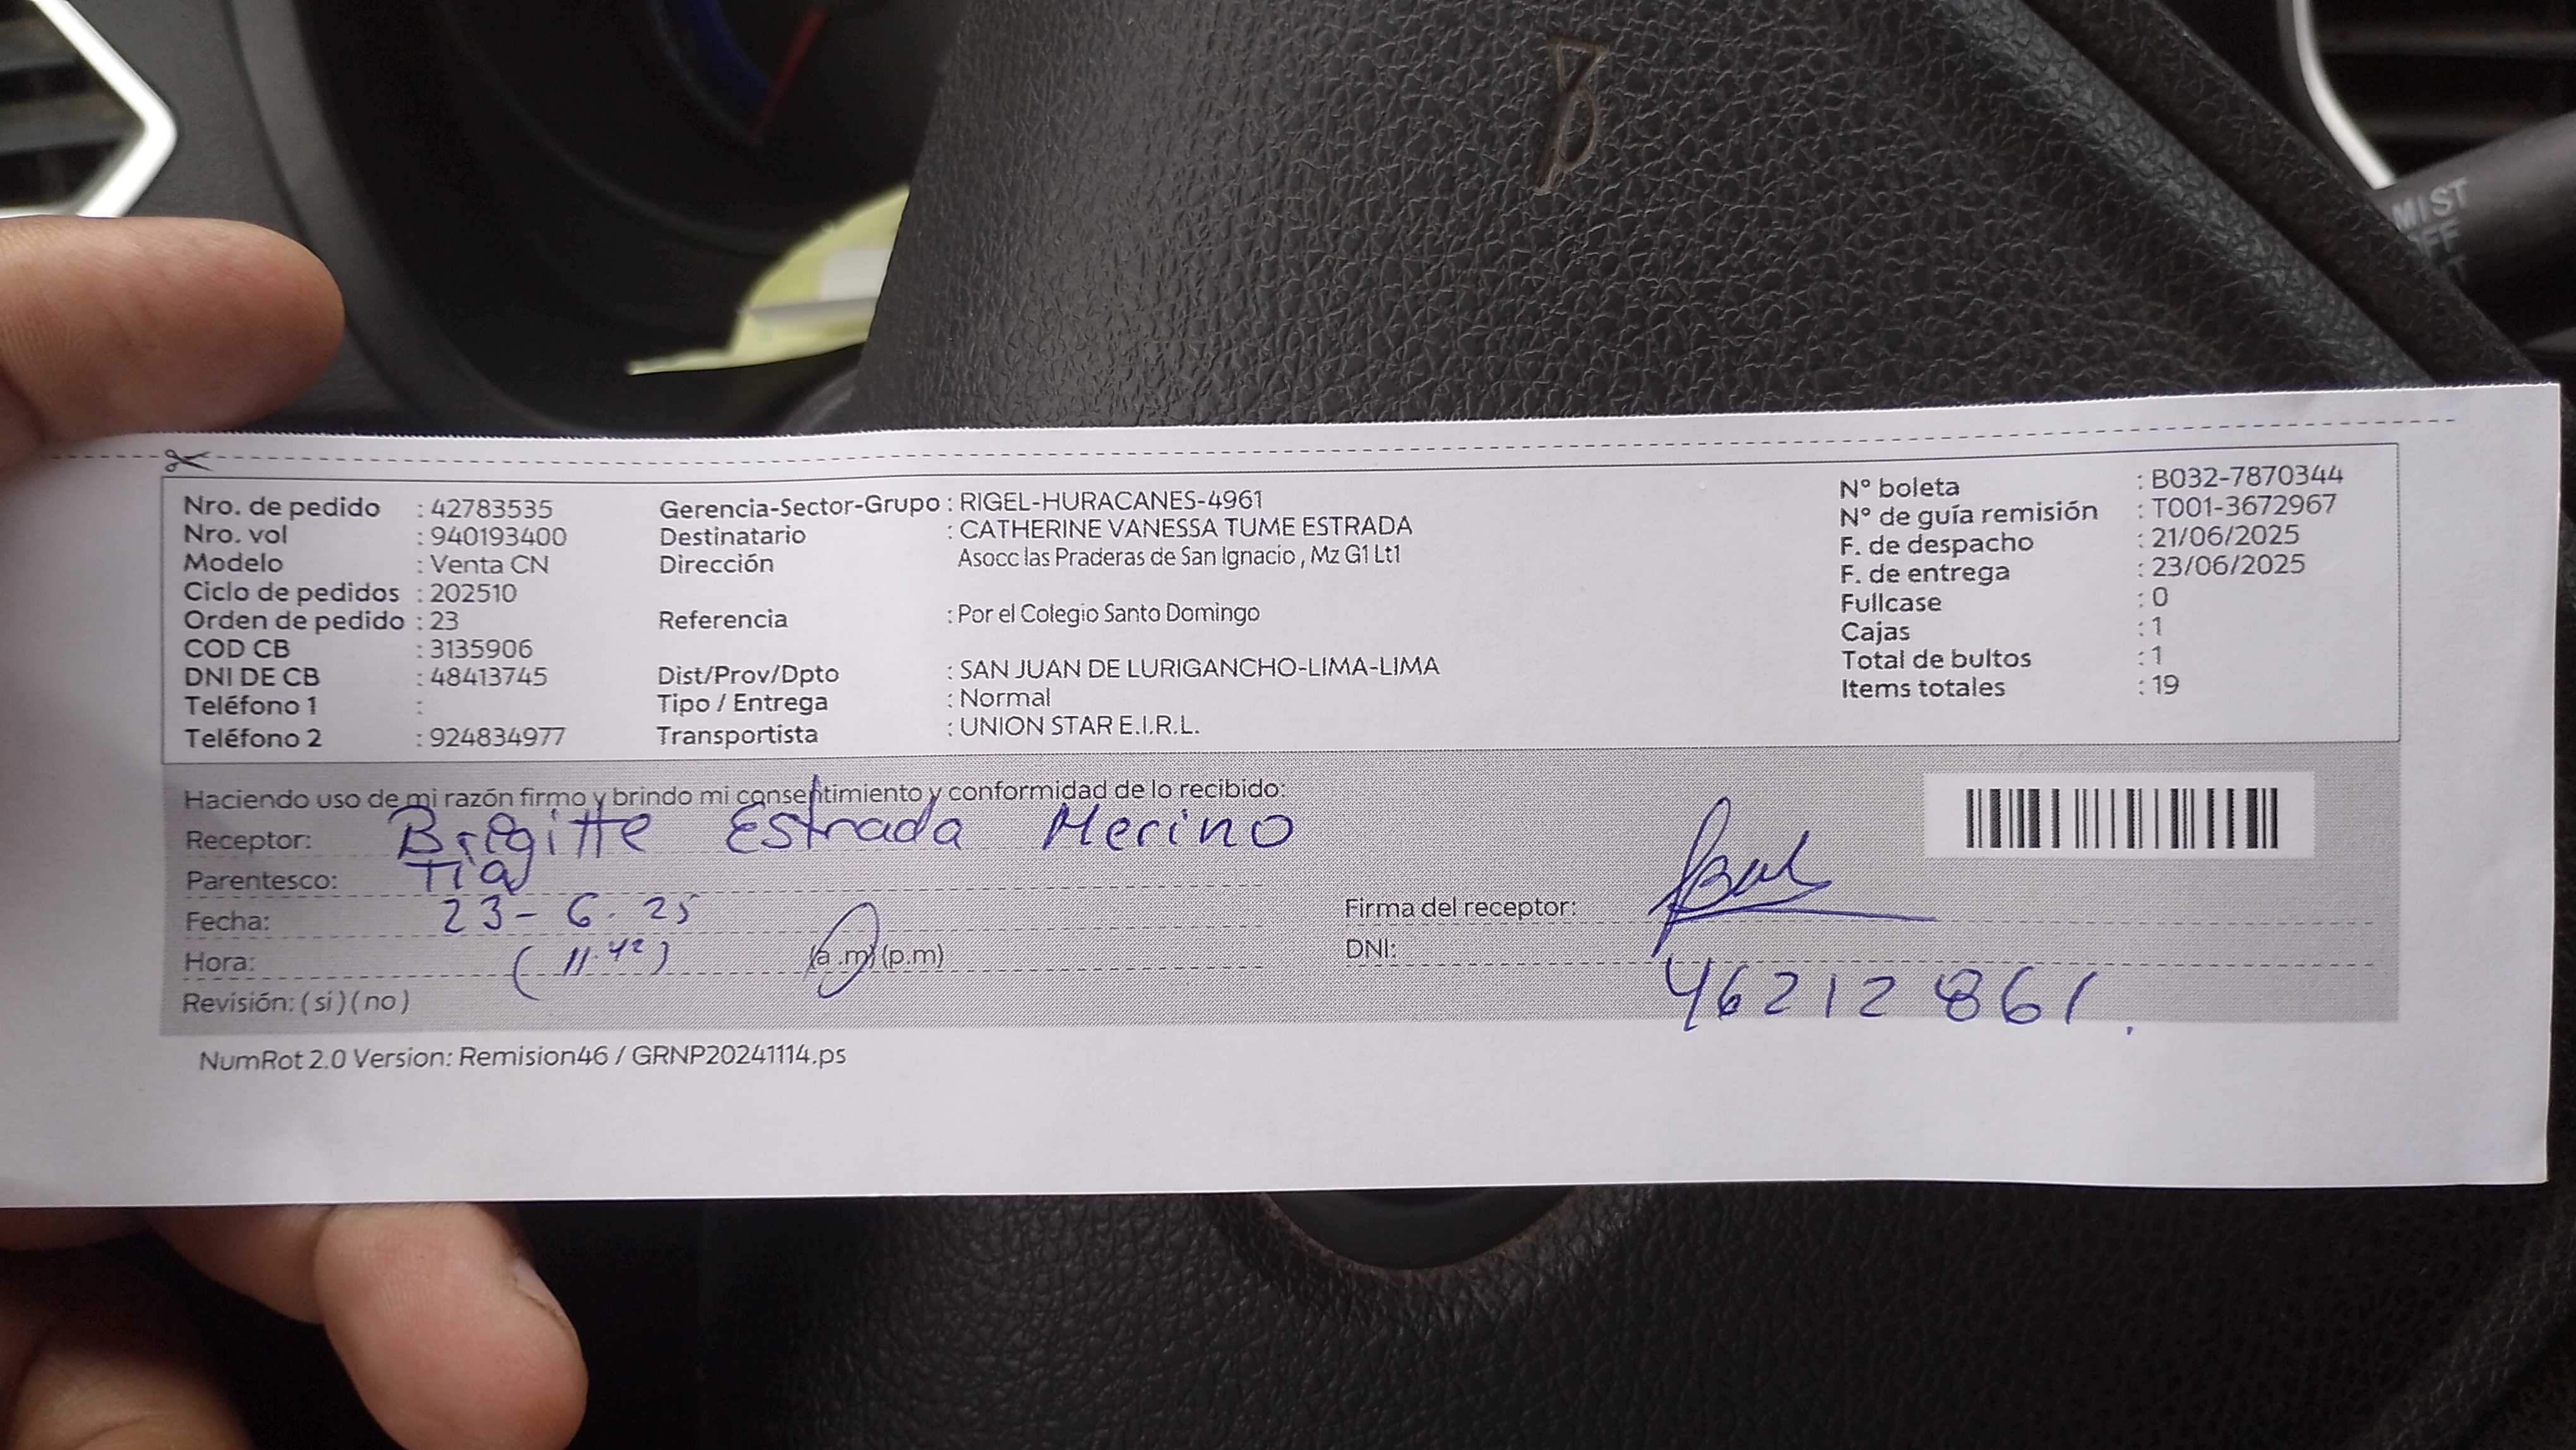 MIST
OFF
Nro. de pedido : 42783535
Nro. vol : 940193400
Modelo : Venta CN
Ciclo de pedidos : 202510
Orden de pedido : 23
COD CB : 3135906
DNI DE CB : 48413745
Teléfono 1 :
Teléfono 2 : 924834977
Gerencia-Sector-Grupo : RIGEL-HURACANES-4961
Destinatario : CATHERINE VANESSA TUME ESTRADA
Dirección Asocc las Praderas de San Ignacio , Mz G1 Lt1
Referencia : Por el Colegio Santo Domingo
Dist/Prov/Dpto : SAN JUAN DE LURIGANCHO-LIMA-LIMA
Tipo / Entrega : Normal
Transportista : UNION STAR E.I.R.L.
N° boleta : B032-7870344
N° de guía remisión : T001-3672967
F. de despacho : 21/06/2025
F. de entrega : 23/06/2025
Fullcase : 0
Cajas : 1
Total de bultos : 1
Items totales : 19
Haciendo uso de mi razón firmo y brindo mi consentimiento y conformidad de lo recibido:
Receptor: Brigitte Estrada Merino
Parentesco: Tia
Fecha: 23-6.25
Hora: (11.42) (a .m) (p.m)
Revisión: ( si ) ( no )
Firma del receptor:
DNI: 46212861.
NumRot 2.0 Version: Remision46 / GRNP20241114.ps